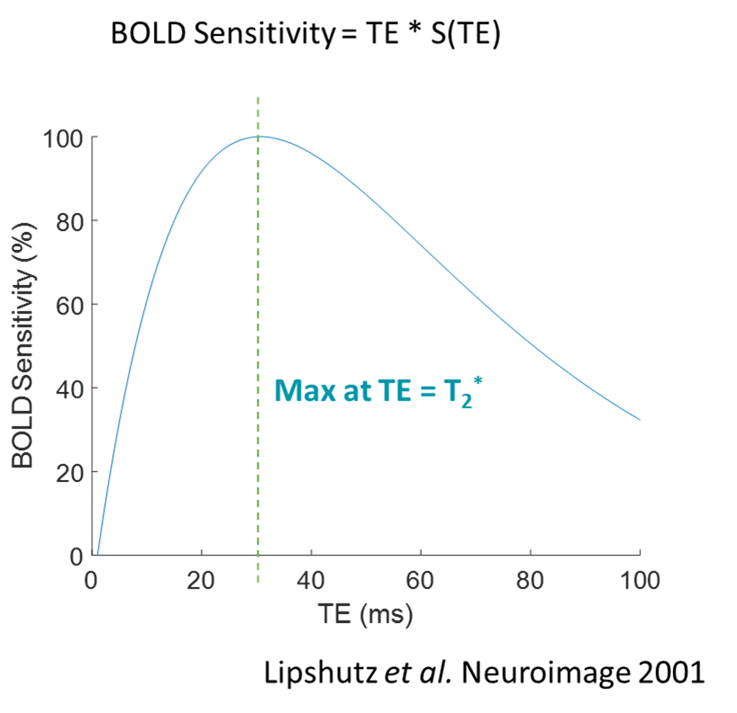 BOLD Sensitivity = TE * S(TE)
100
80
60
40
20
0
BOLD Sensitivity (%)
Max at TE = T₂*
0 20 40 60 80 100
TE (ms)
Lipshutz et al. Neuroimage 2001